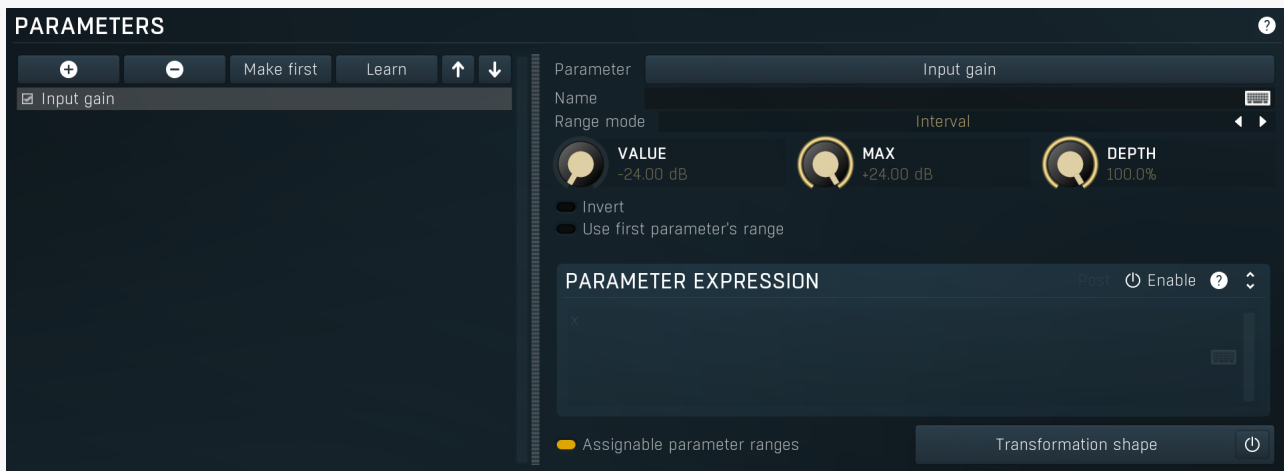 PARAMETERS
?
Make first
Learn
Input gain
Parameter
Input gain
Name
Range mode
Interval
VALUE
-24.00 dB
MAX
+24.00 dB
DEPTH
100.0%
Invert
Use first parameter's range
PARAMETER EXPRESSION
Post
Enable
?
x
Assignable parameter ranges
Transformation shape